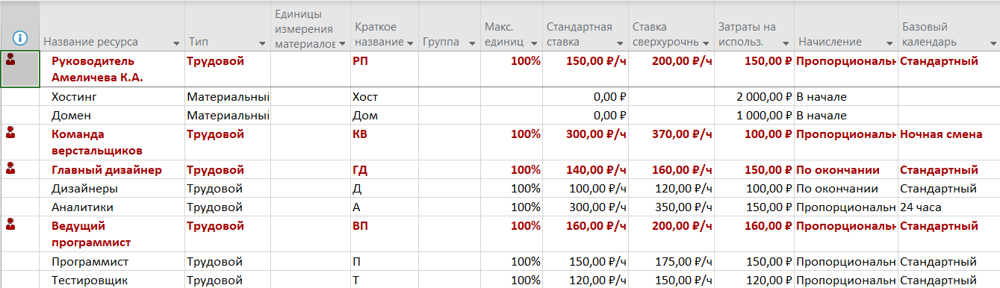 Название ресурса Тип Единицы измерения материалов Краткое название Группа Макс. единиц Стандартная ставка Ставка сверхурочнь Затраты на использ. Начисление Базовый календарь
Руководитель Амеличева К.А. Трудовой РП 100% 150,00 ₽/ч 200,00 ₽/ч 150,00 ₽ Пропорциональн Стандартный
Хостинг Материальный Хост 0,00 ₽ 2 000,00 ₽ В начале
Домен Материальный Дом 0,00 ₽ 1 000,00 ₽ В начале
Команда верстальщиков Трудовой КВ 100% 300,00 ₽/ч 370,00 ₽/ч 100,00 ₽ Пропорциональн Ночная смена
Главный дизайнер Трудовой ГД 100% 140,00 ₽/ч 160,00 ₽/ч 150,00 ₽ По окончании Стандартный
Дизайнеры Трудовой Д 100% 100,00 ₽/ч 120,00 ₽/ч 100,00 ₽ По окончании Стандартный
Аналитики Трудовой А 100% 300,00 ₽/ч 350,00 ₽/ч 150,00 ₽ Пропорциональн 24 часа
Ведущий программист Трудовой ВП 100% 160,00 ₽/ч 200,00 ₽/ч 160,00 ₽ Пропорциональн Стандартный
Программист Трудовой П 100% 150,00 ₽/ч 175,00 ₽/ч 150,00 ₽ Пропорциональн Стандартный
Тестировщик Трудовой Т 100% 120,00 ₽/ч 150,00 ₽/ч 120,00 ₽ Пропорциональн Стандартный